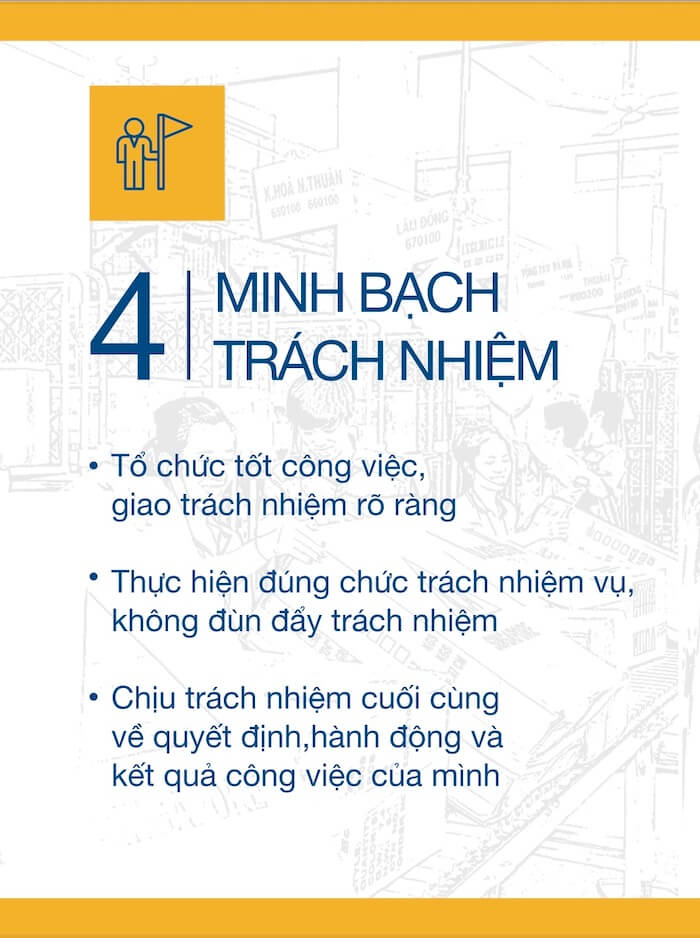 K.HOÀ N.THUẬN
650100 660100
LÂU ĐỒNG
670100
4
MINH BẠCH
TRÁCH NHIỆM
• Tổ chức tốt công việc,
giao trách nhiệm rõ ràng
• Thực hiện đúng chức trách nhiệm vụ,
không đùn đẩy trách nhiệm
• Chịu trách nhiệm cuối cùng
về quyết định,hành động và
kết quả công việc của mình